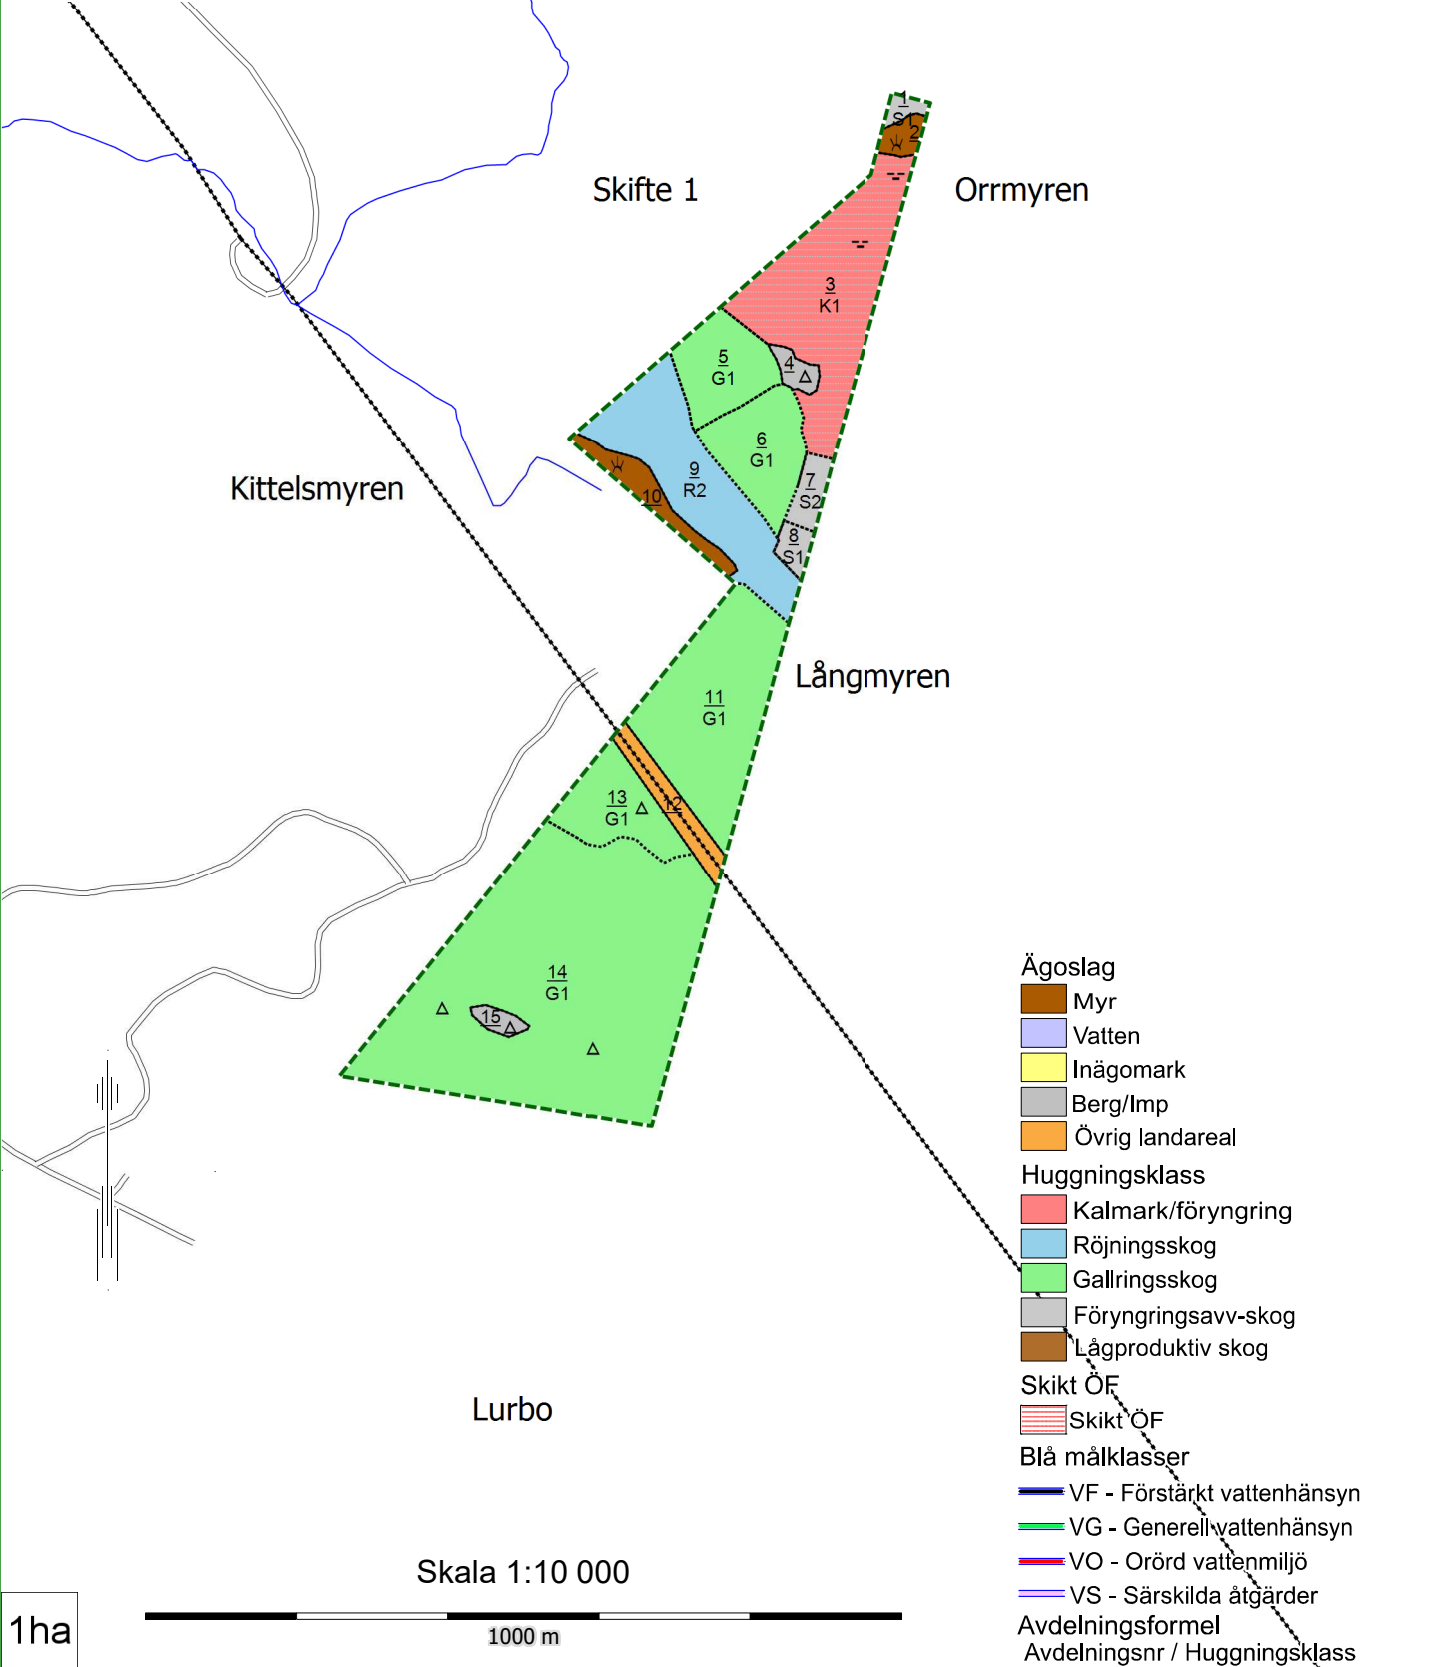 1
S1
2
Skifte 1
Orrmyren
3
K1
5
G1
4
6
G1
Kittelsmyren
9
R2
10
7
S2
8
S1
Långmyren
11
G1
13
G1
12
14
G1
15
Ägoslag
Myr
Vatten
Inägomark
Berg/Imp
Övrig landareal
Huggningsklass
Kalmark/föryngring
Röjningsskog
Gallringsskog
Föryngringsavv-skog
Lågproduktiv skog
Skikt ÖF
Skikt ÖF
Blå målklasser
VF - Förstärkt vattenhänsyn
VG - Generell vattenhänsyn
VO - Orörd vattenmiljö
VS - Särskilda åtgärder
Avdelningsformel
Avdelningsnr / Huggningsklass
Lurbo
Skala 1:10 000
1000 m
1ha